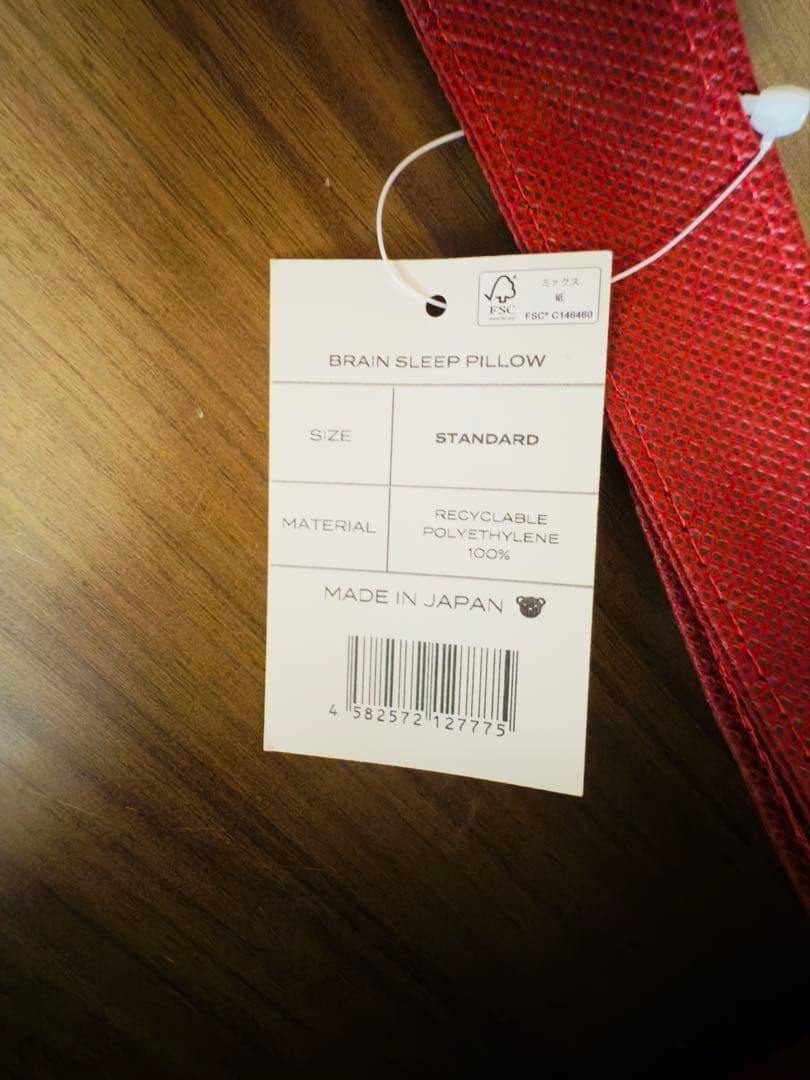 ミックス
紙
FSC
FSC® C146460
BRAIN SLEEP PILLOW
SIZE
STANDARD
MATERIAL
RECYCLABLE
POLYETHYLENE
100%
MADE IN JAPAN
4 582572 127775